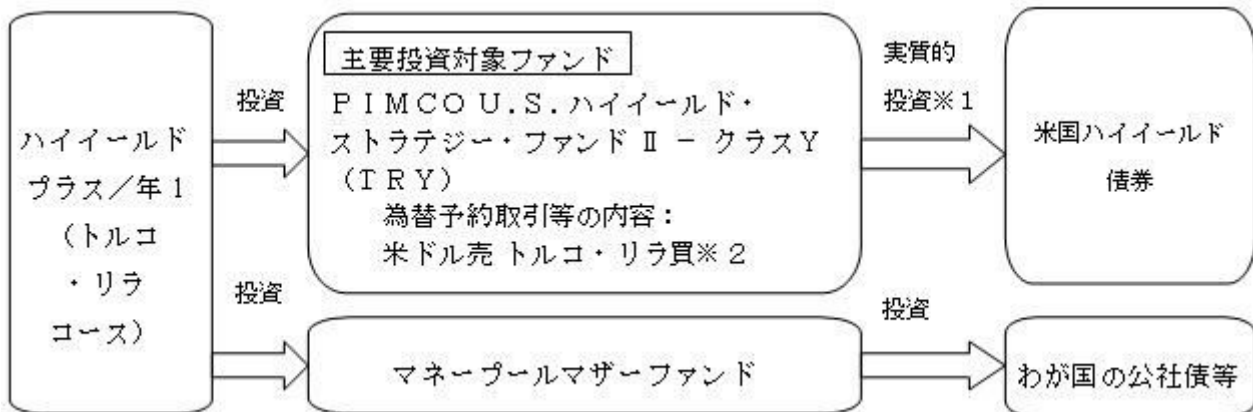 ハイイールド
プラス／年１
（トルコ
・リラ
コース）
投資
主要投資対象ファンド
ＰＩＭＣＯ U.S.ハイイールド・
ストラテジー・ファンド Ⅱ － クラスＹ
（ＴＲＹ）
為替予約取引等の内容：
米ドル売 トルコ・リラ買※２
実質的
投資※１
米国ハイイールド
債券
投資
マネープールマザーファンド
投資
わが国の公社債等